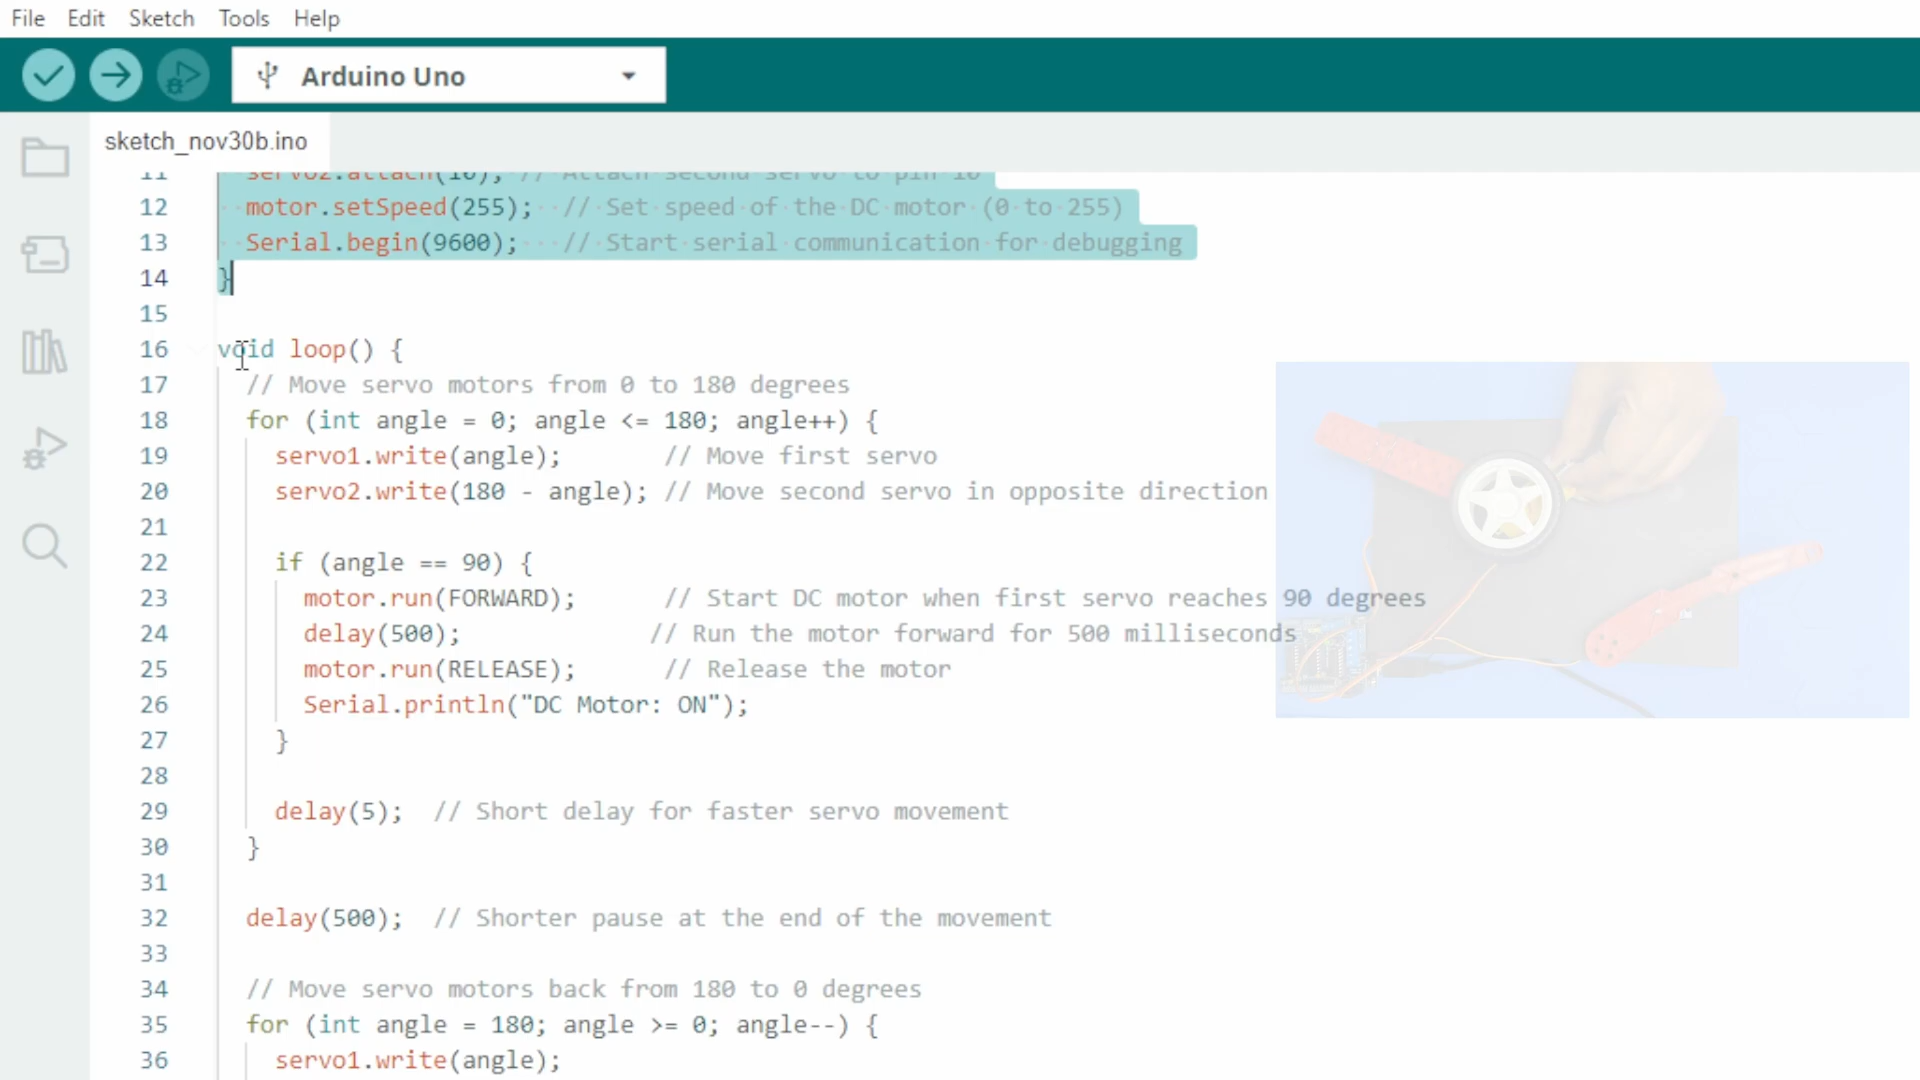 File Edit Sketch Tools Help
Arduino Uno
sketch_nov30b.ino
11 servo2.attach(10); // Attach second servo to pin 10
12 motor.setSpeed(255); // Set speed of the DC motor (0 to 255)
13 Serial.begin(9600); // Start serial communication for debugging
14 }
15
16 void loop() {
17 // Move servo motors from 0 to 180 degrees
18 for (int angle = 0; angle <= 180; angle++) {
19 servo1.write(angle); // Move first servo
20 servo2.write(180 - angle); // Move second servo in opposite direction
21
22 if (angle == 90) {
23 motor.run(FORWARD); // Start DC motor when first servo reaches 90 degrees
24 delay(500); // Run the motor forward for 500 milliseconds
25 motor.run(RELEASE); // Release the motor
26 Serial.println("DC Motor: ON");
27 }
28
29 delay(5); // Short delay for faster servo movement
30 }
31
32 delay(500); // Shorter pause at the end of the movement
33
34 // Move servo motors back from 180 to 0 degrees
35 for (int angle = 180; angle >= 0; angle--) {
36 servo1.write(angle);